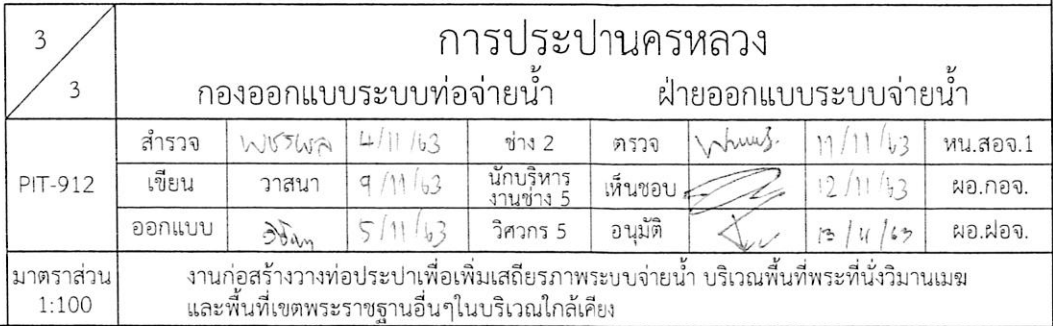 3
3
การประปานครหลวง
กองออกแบบระบบท่อจ่ายน้ำ ฝ่ายออกแบบระบบจ่ายน้ำ
PIT-912
สำรวจ พชรพล 4/11/63 ช่าง 2 ตรวจ 11/11/63 หน.สอจ.1
เขียน วาสนา 9/11/63 นักบริหาร
งานช่าง 5 เห็นชอบ 12/11/63 ผอ.กอจ.
ออกแบบ 5/11/63 วิศวกร 5 อนุมัติ ผอ.ฝอจ.
มาตราส่วน
1:100
งานก่อสร้างวางท่อประปาเพื่อเพิ่มเสถียรภาพระบบจ่ายน้ำ บริเวณพื้นที่พระที่นั่งวิมานเมฆ
และพื้นที่เขตพระราชฐานอื่นๆในบริเวณใกล้เคียง